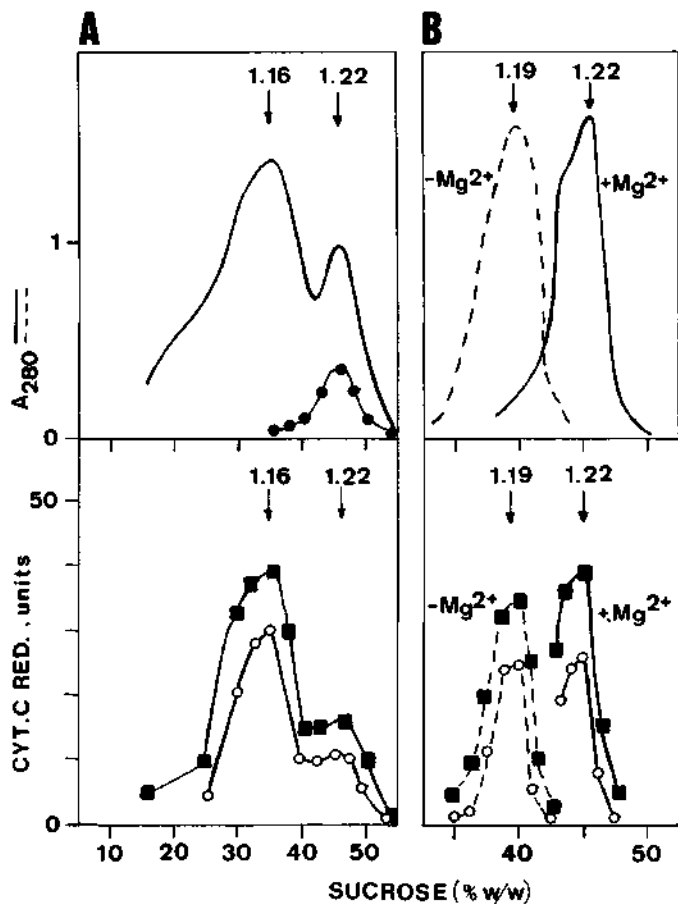 A
B
1.16 1.22
1.19 1.22
-Mg2+
+Mg2+
1
A280
0
1.16 1.22
1.19 1.22
50
-Mg2+
+Mg2+
CYT.C RED., units
0
10 20 30 40 50
40 50
SUCROSE (% w/w)